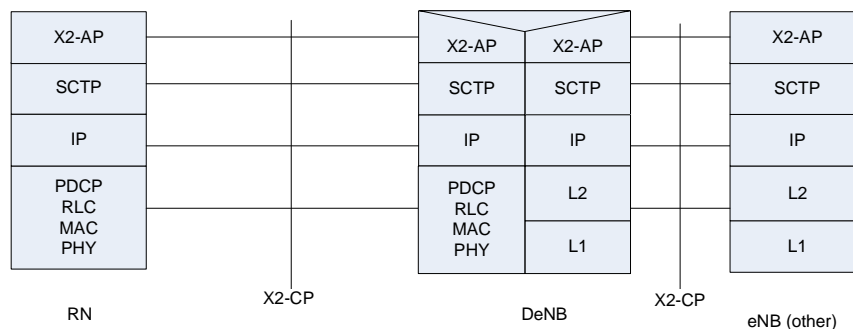 X2-AP
SCTP
IP
PDCP
RLC
MAC
PHY
RN
X2-CP
X2-AP X2-AP
SCTP SCTP
IP IP
PDCP
RLC
MAC
PHY
L2
L1
DeNB
X2-CP
X2-AP
SCTP
IP
L2
L1
eNB (other)